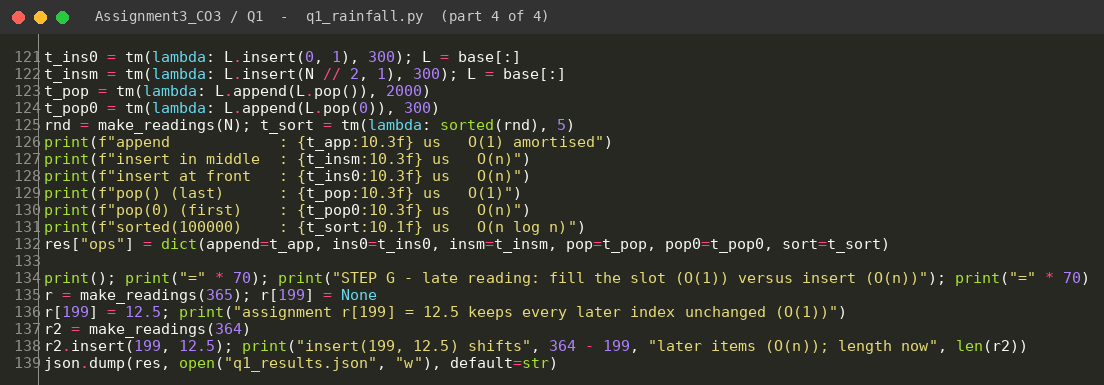 Assignment3_CO3 / Q1  -  q1_rainfall.py  (part 4 of 4)
121 t_ins0 = tm(lambda: L.insert(0, 1), 300); L = base[:]
122 t_insm = tm(lambda: L.insert(N // 2, 1), 300); L = base[:]
123 t_pop = tm(lambda: L.append(L.pop()), 2000)
124 t_pop0 = tm(lambda: L.append(L.pop(0)), 300)
125 rnd = make_readings(N); t_sort = tm(lambda: sorted(rnd), 5)
126 print(f"append            : {t_app:10.3f} us   O(1) amortised")
127 print(f"insert in middle  : {t_insm:10.3f} us   O(n)")
128 print(f"insert at front   : {t_ins0:10.3f} us   O(n)")
129 print(f"pop() (last)      : {t_pop:10.3f} us   O(1)")
130 print(f"pop(0) (first)    : {t_pop0:10.3f} us   O(n)")
131 print(f"sorted(100000)    : {t_sort:10.1f} us   O(n log n)")
132 res["ops"] = dict(append=t_app, ins0=t_ins0, insm=t_insm, pop=t_pop, pop0=t_pop0, sort=t_sort)
133
134 print(); print("=" * 70); print("STEP G - late reading: fill the slot (O(1)) versus insert (O(n))"); print("=" * 70)
135 r = make_readings(365); r[199] = None
136 r[199] = 12.5; print("assignment r[199] = 12.5 keeps every later index unchanged (O(1))")
137 r2 = make_readings(364)
138 r2.insert(199, 12.5); print("insert(199, 12.5) shifts", 364 - 199, "later items (O(n)); length now", len(r2))
139 json.dump(res, open("q1_results.json", "w"), default=str)